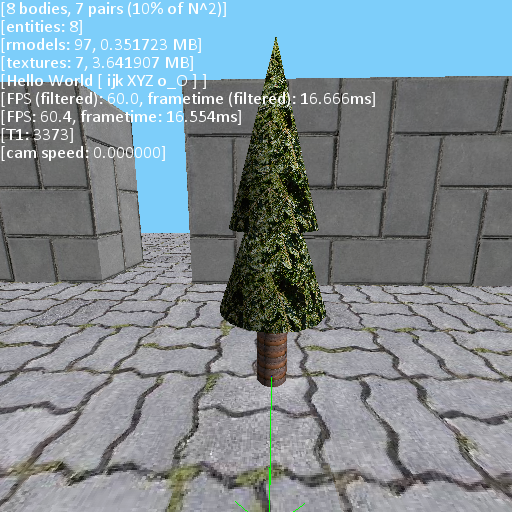 [8 bodies, 7 pairs (10% of N^2)]
[entities: 8]
[rmodels: 97, 0.351723 MB]
[textures: 7, 3.641907 MB]
[Hello World [ ijk XYZ o_O ] ]
[FPS (filtered): 60.0, frametime (filtered): 16.666ms]
[FPS: 60.4, frametime: 16.554ms]
[T1: 3373]
[cam speed: 0.000000]